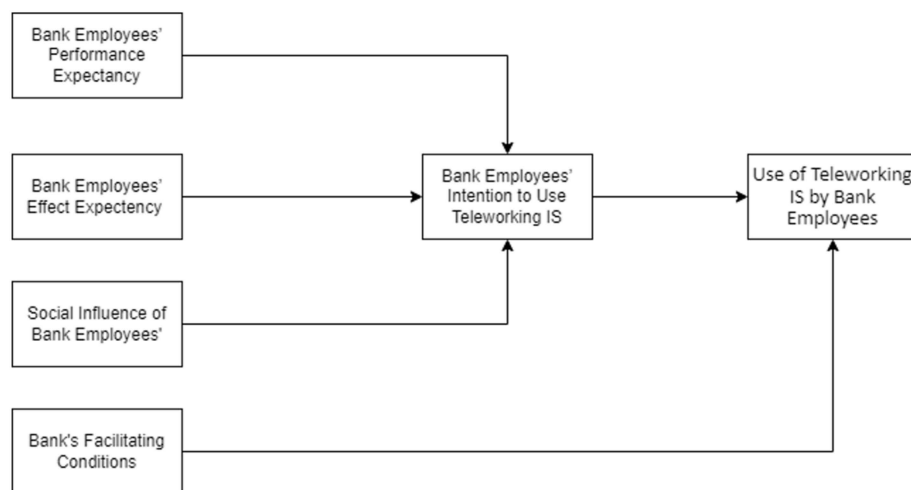 Bank Employees'
Performance
Expectancy
Bank Employees'
Effect Expectency
Bank Employees'
Intention to Use
Teleworking IS
Use of Teleworking
IS by Bank
Employees
Social Influence of
Bank Employees'
Bank's Facilitating
Conditions